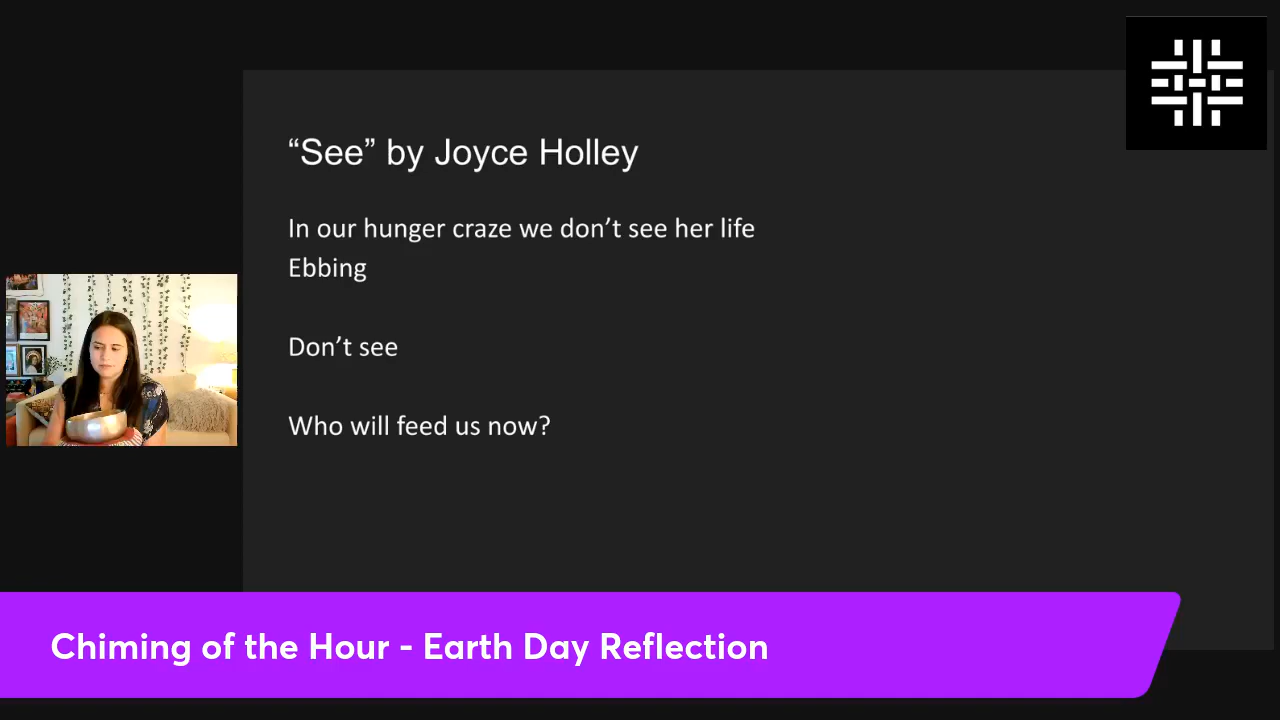 “See” by Joyce Holley
In our hunger craze we don’t see her life
Ebbing
Don’t see
Who will feed us now?
Chiming of the Hour - Earth Day Reflection